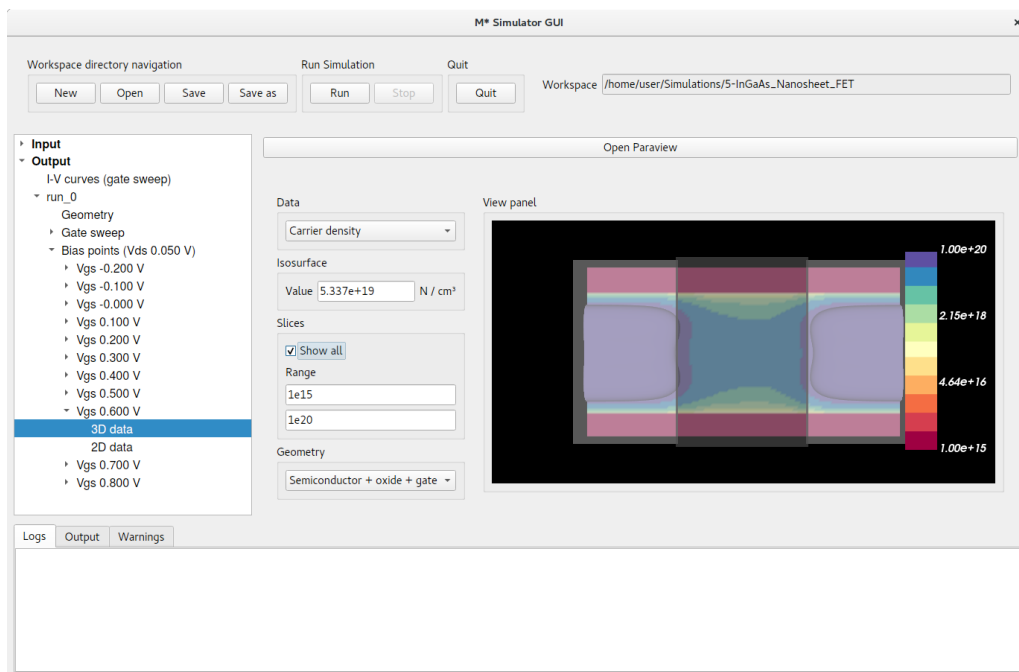 M* Simulator GUI
Workspace directory navigation
New Open Save Save as
Run Simulation
Run Stop
Quit
Quit
Workspace /home/user/Simulations/5-InGaAs_Nanosheet_FET
Input
Output
I-V curves (gate sweep)
run_0
Geometry
Gate sweep
Bias points (Vds 0.050 V)
Vgs -0.200 V
Vgs -0.100 V
Vgs -0.000 V
Vgs 0.100 V
Vgs 0.200 V
Vgs 0.300 V
Vgs 0.400 V
Vgs 0.500 V
Vgs 0.600 V
3D data
2D data
Vgs 0.700 V
Vgs 0.800 V
Open Paraview
Data
Carrier density
Isosurface
Value 5.337e+19 N / cm³
Slices
Show all
Range
1e15
1e20
Geometry
Semiconductor + oxide + gate
View panel
1.00e+20
2.15e+18
4.64e+16
1.00e+15
Logs Output Warnings